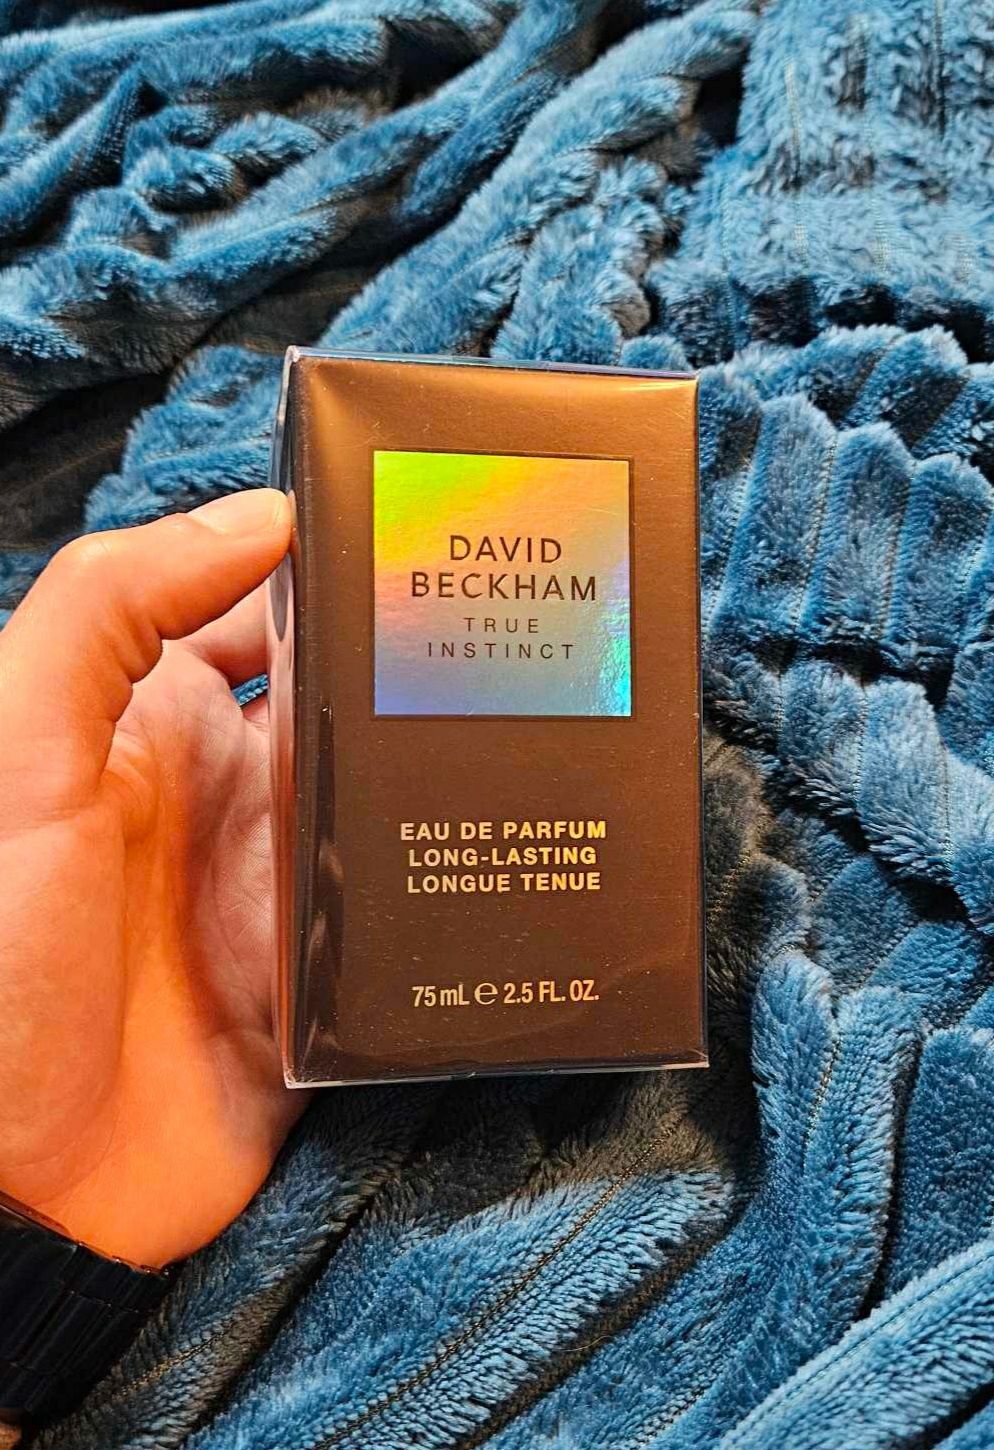 DAVID
BECKHAM
TRUE
INSTINCT
EAU DE PARFUM
LONG-LASTING
LONGUE TENUE
75 mL ℮ 2.5 FL. OZ.